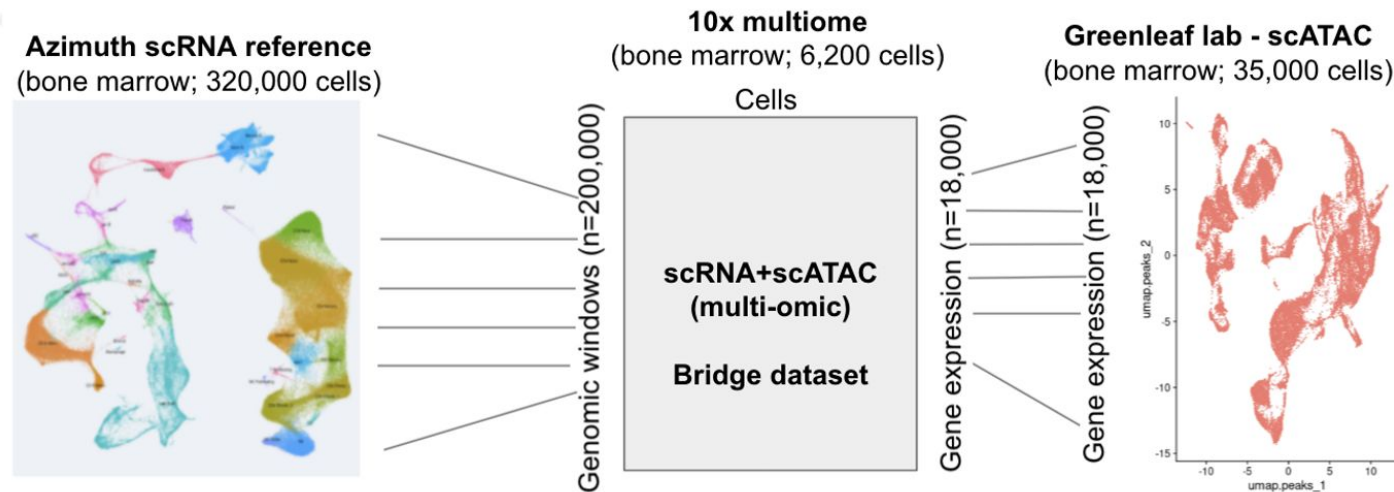 Azimuth scRNA reference
(bone marrow; 320,000 cells)
10x multiome
(bone marrow; 6,200 cells)
Greenleaf lab - scATAC
(bone marrow; 35,000 cells)
Cells
Genomic windows (n=200,000)
scRNA+scATAC
(multi-omic)
Bridge dataset
Gene expression (n=18,000)
Gene expression (n=18,000)
umap.peaks_2
10
5
0
-5
-10
-15
-10
-5
0
5
10
umap.peaks_1